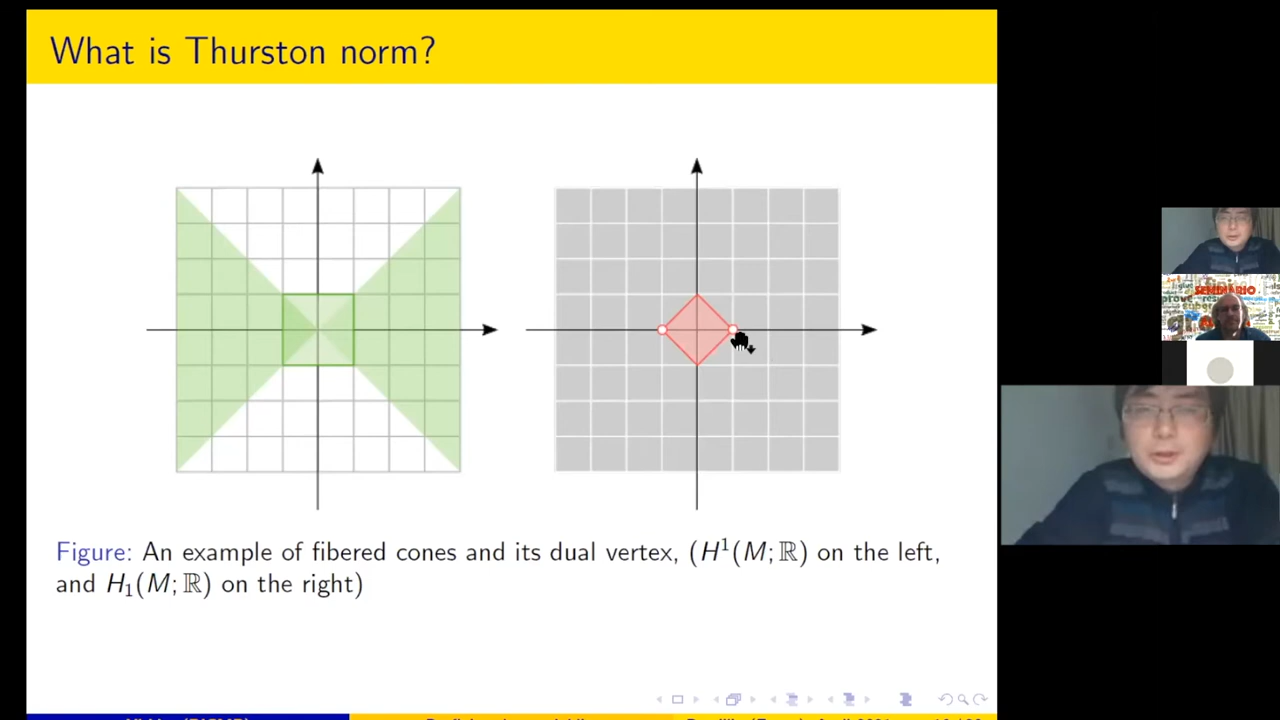 What is Thurston norm?
Figure: An example of fibered cones and its dual vertex, (H¹(M; ℝ) on the left,
and H₁(M; ℝ) on the right)
SEMINARIO